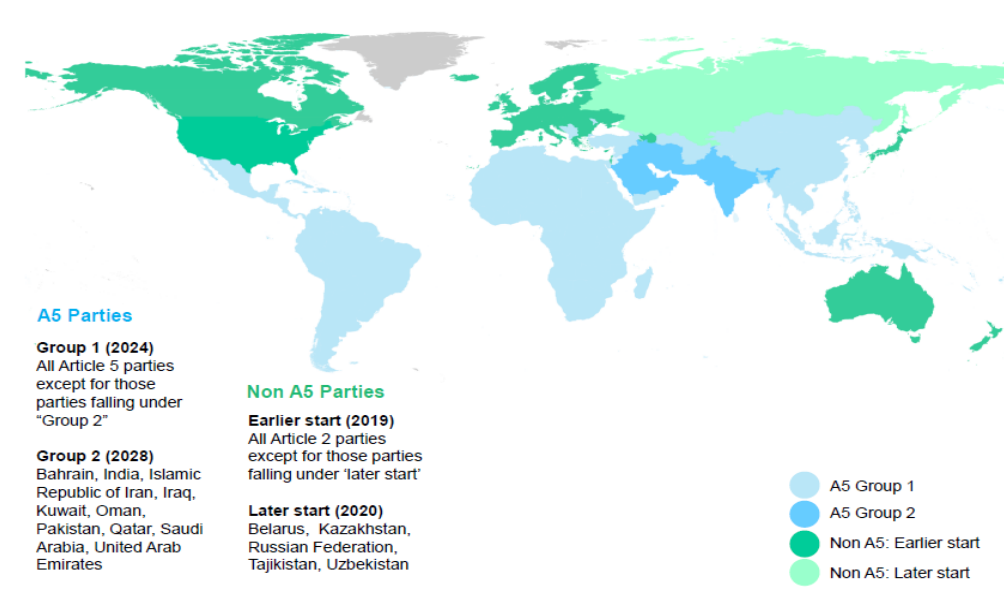 A5 Parties
Group 1 (2024)
All Article 5 parties
except for those
parties falling under
“Group 2”
Group 2 (2028)
Bahrain, India, Islamic
Republic of Iran, Iraq,
Kuwait, Oman,
Pakistan, Qatar, Saudi
Arabia, United Arab
Emirates
Non A5 Parties
Earlier start (2019)
All Article 2 parties
except for those parties
falling under ‘later start’
Later start (2020)
Belarus, Kazakhstan,
Russian Federation,
Tajikistan, Uzbekistan
A5 Group 1
A5 Group 2
Non A5: Earlier start
Non A5: Later start